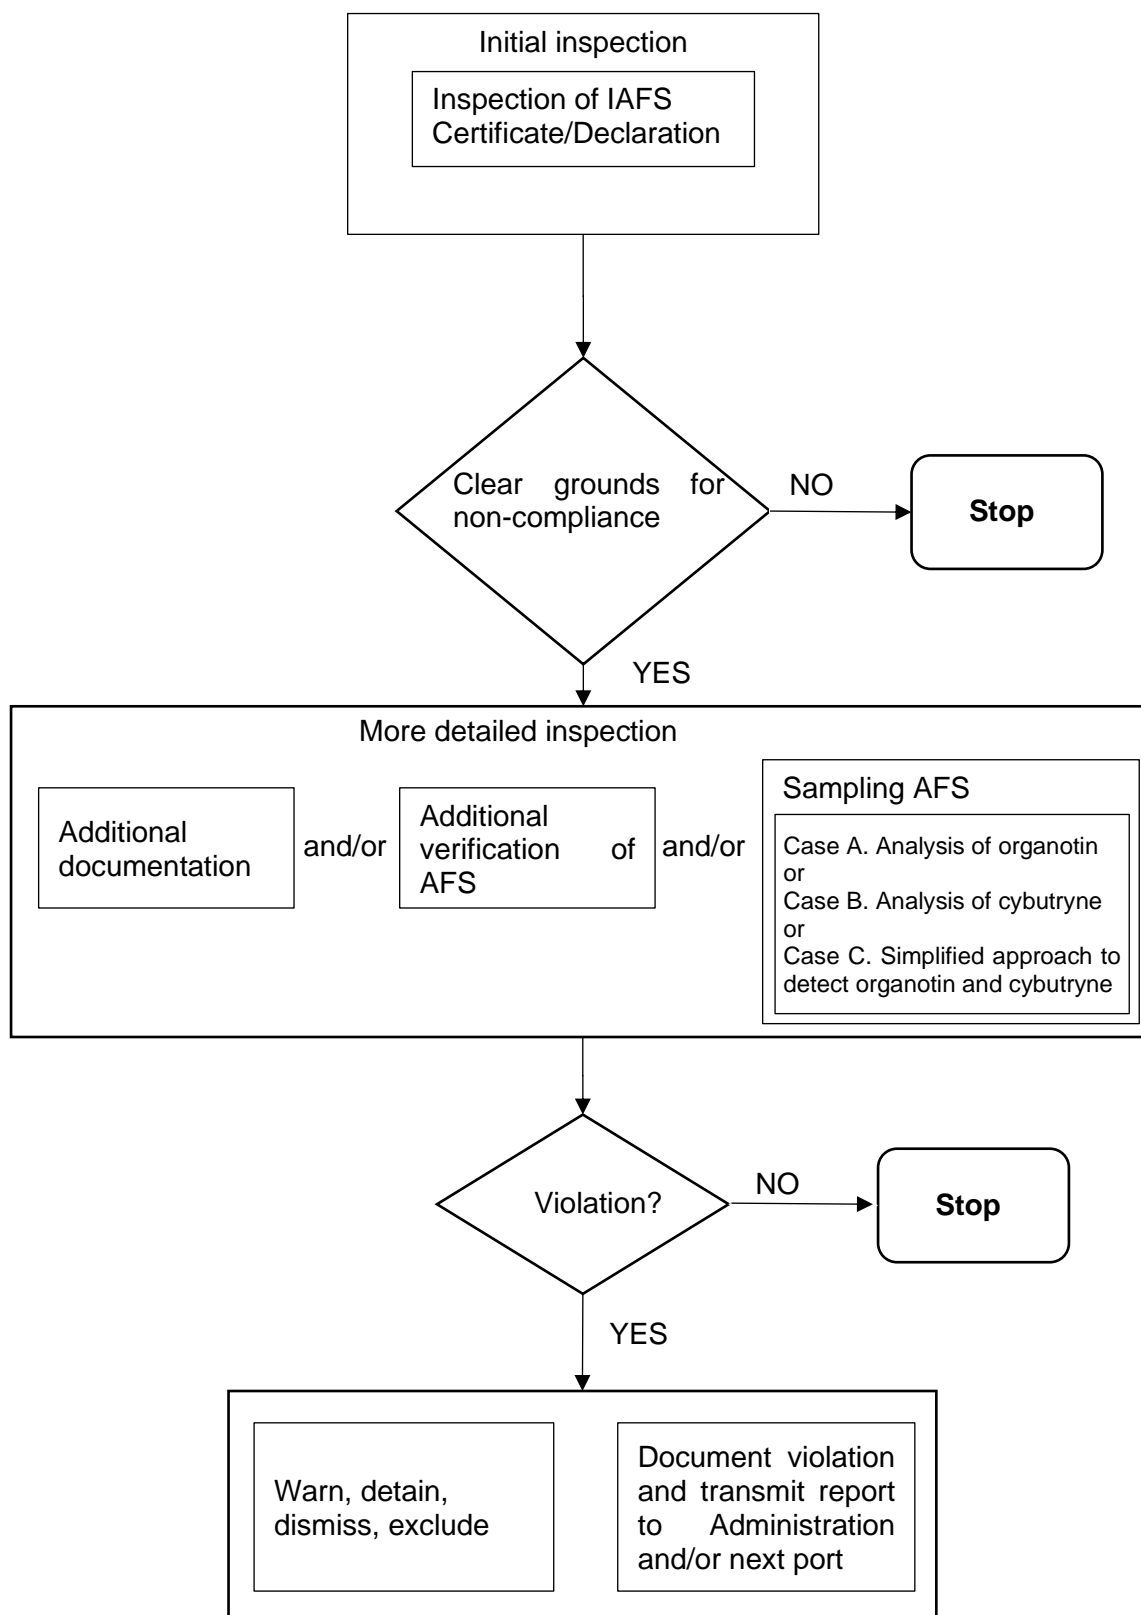 Initial inspection
Inspection of IAFS
Certificate/Declaration
Clear grounds for
non-compliance
NO
Stop
YES
More detailed inspection
Additional
documentation
and/or
Additional
verification of
AFS
and/or
Sampling AFS
Case A. Analysis of organotin
or
Case B. Analysis of cybutryne
or
Case C. Simplified approach to
detect organotin and cybutryne
Violation?
NO
Stop
YES
Warn, detain,
dismiss, exclude
Document violation
and transmit report
to Administration
and/or next port